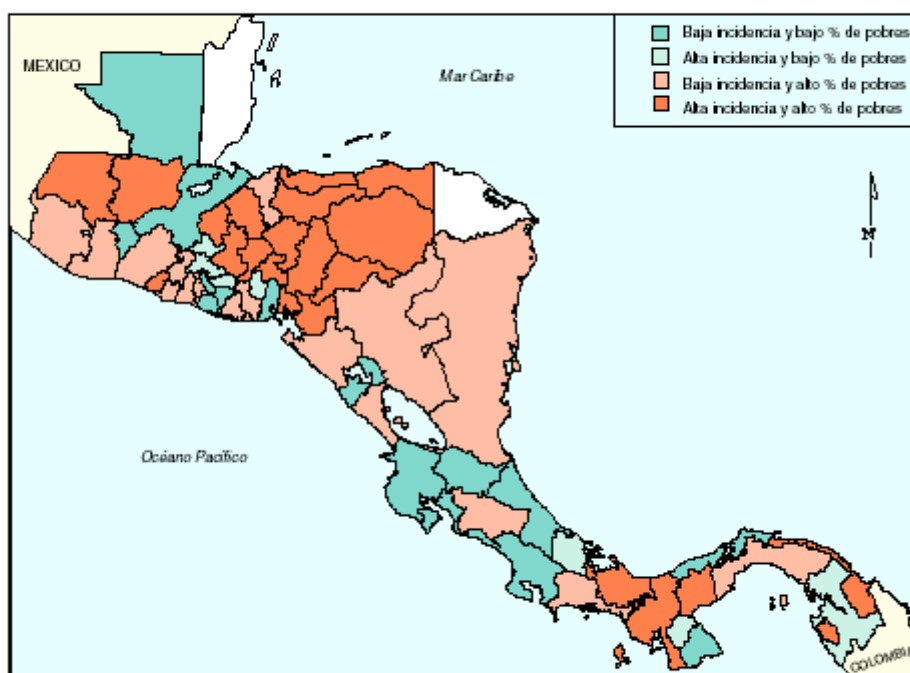 Baja incidencia y bajo % de pobres
Alta incidencia y bajo % de pobres
Baja incidencia y alto % de pobres
Alta incidencia y alto % de pobres
MEXICO
Mar Caribe
N
Océano Pacífico
COLOMBIA